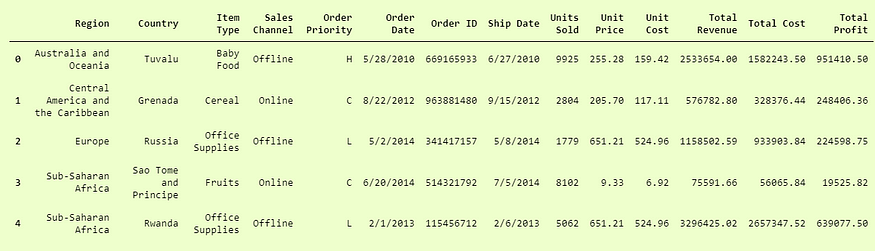 Region Country Item Type Sales Channel Order Priority Order Date Order ID Ship Date Units Sold Unit Price Unit Cost Total Revenue Total Cost Total Profit
0 Australia and Oceania Tuvalu Baby Food Offline H 5/28/2010 669165933 6/27/2010 9925 255.28 159.42 2533654.00 1582243.50 951410.50
1 Central America and the Caribbean Grenada Cereal Online C 8/22/2012 963881480 9/15/2012 2804 205.70 117.11 576782.80 328376.44 248406.36
2 Europe Russia Office Supplies Offline L 5/2/2014 341417157 5/8/2014 1779 651.21 524.96 1158502.59 933903.84 224598.75
3 Sub-Saharan Africa Sao Tome and Principe Fruits Online C 6/20/2014 514321792 7/5/2014 8102 9.33 6.92 75591.66 56065.84 19525.82
4 Sub-Saharan Africa Rwanda Office Supplies Offline L 2/1/2013 115456712 2/6/2013 5062 651.21 524.96 3296425.02 2657347.52 639077.50